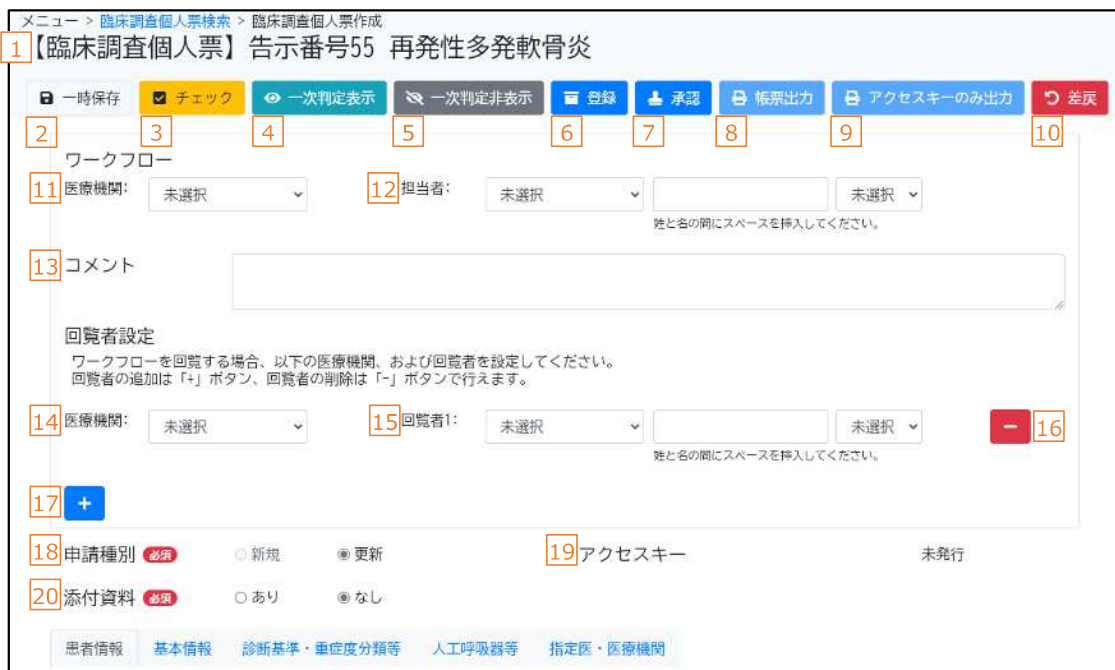 メニュー > 臨床調査個人票検索 > 臨床調査個人票作成
1 【臨床調査個人票】告示番号55 再発性多発軟骨炎
一時保存 チェック 一次判定表示 一次判定非表示 登録 承認 帳票出力 アクセスキーのみ出力 差戻
2 3 4 5 6 7 8 9 10
ワークフロー
11 医療機関: 未選択 12 担当者: 未選択 未選択
姓と名の間にスペースを挿入してください。
13 コメント
回覧者設定
ワークフローを回覧する場合、以下の医療機関、および回覧者を設定してください。
回覧者の追加は「+」ボタン、回覧者の削除は「-」ボタンで行えます。
14 医療機関: 未選択 15 回覧者1: 未選択 未選択 - 16
姓と名の間にスペースを挿入してください。
17 +
18 申請種別 必須 新規 更新 19 アクセスキー 未発行
20 添付資料 必須 あり なし
患者情報 基本情報 診断基準・重症度分類等 人工呼吸器等 指定医・医療機関